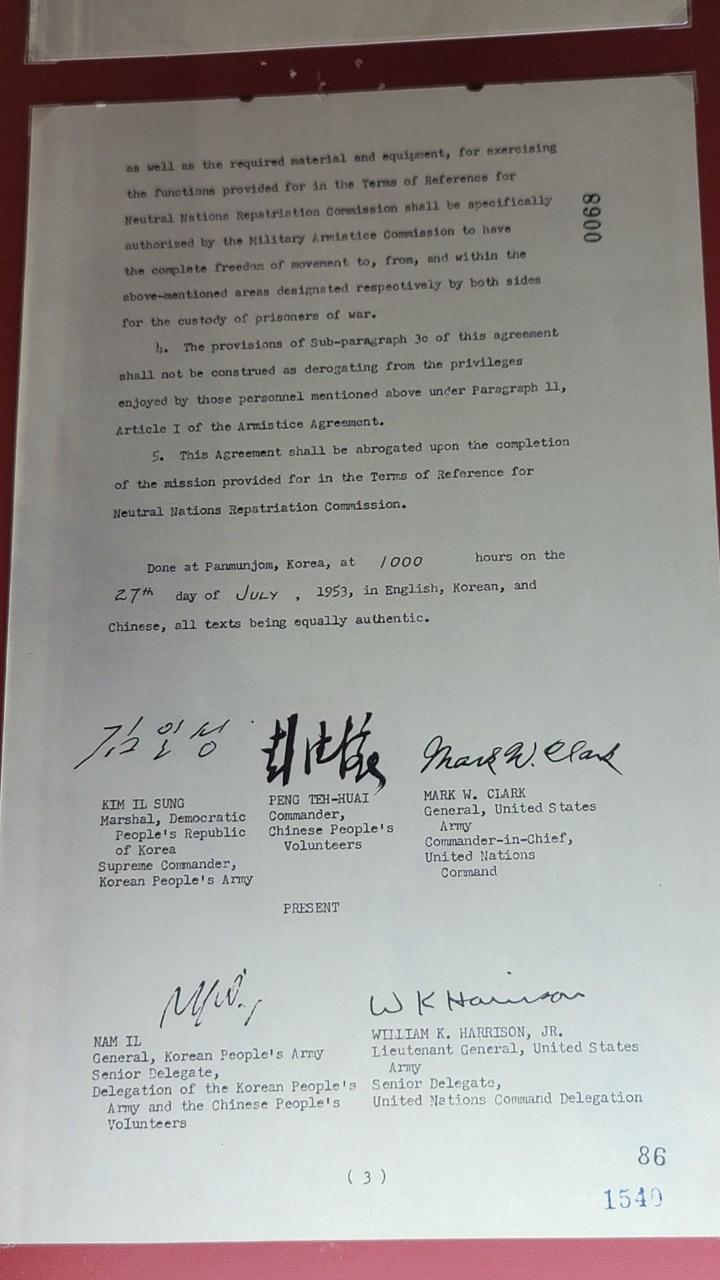 as well as the required material and equipment, for exercising
the functions provided for in the Terms of Reference for
Neutral Nations Repatriation Commission shall be specifically
authorized by the Military Armistice Commission to have
the complete freedom of movement to, from, and within the
above-mentioned areas designated respectively by both sides
for the custody of prisoners of war.
0068
4. The provisions of Sub-paragraph 3c of this agreement
shall not be construed as derogating from the privileges
enjoyed by those personnel mentioned above under Paragraph 11,
Article I of the Armistice Agreement.
5. This Agreement shall be abrogated upon the completion
of the mission provided for in the Terms of Reference for
Neutral Nations Repatriation Commission.
Done at Panmunjom, Korea, at 1000 hours on the
27th day of JULY, 1953, in English, Korean, and
Chinese, all texts being equally authentic.
김일성
彭德懷
Mark W. Clark
KIM IL SUNG
Marshal, Democratic
People's Republic
of Korea
Supreme Commander,
Korean People's Army
PENG TEH-HUAI
Commander,
Chinese People's
Volunteers
MARK W. CLARK
General, United States
Army
Commander-in-Chief,
United Nations
Command
PRESENT
W K Harrison
NAM IL
General, Korean People's Army
Senior Delegate,
Delegation of the Korean People's
Army and the Chinese People's
Volunteers
WILLIAM K. HARRISON, JR.
Lieutenant General, United States
Army
Senior Delegate,
United Nations Command Delegation
( 3 )
86
1540